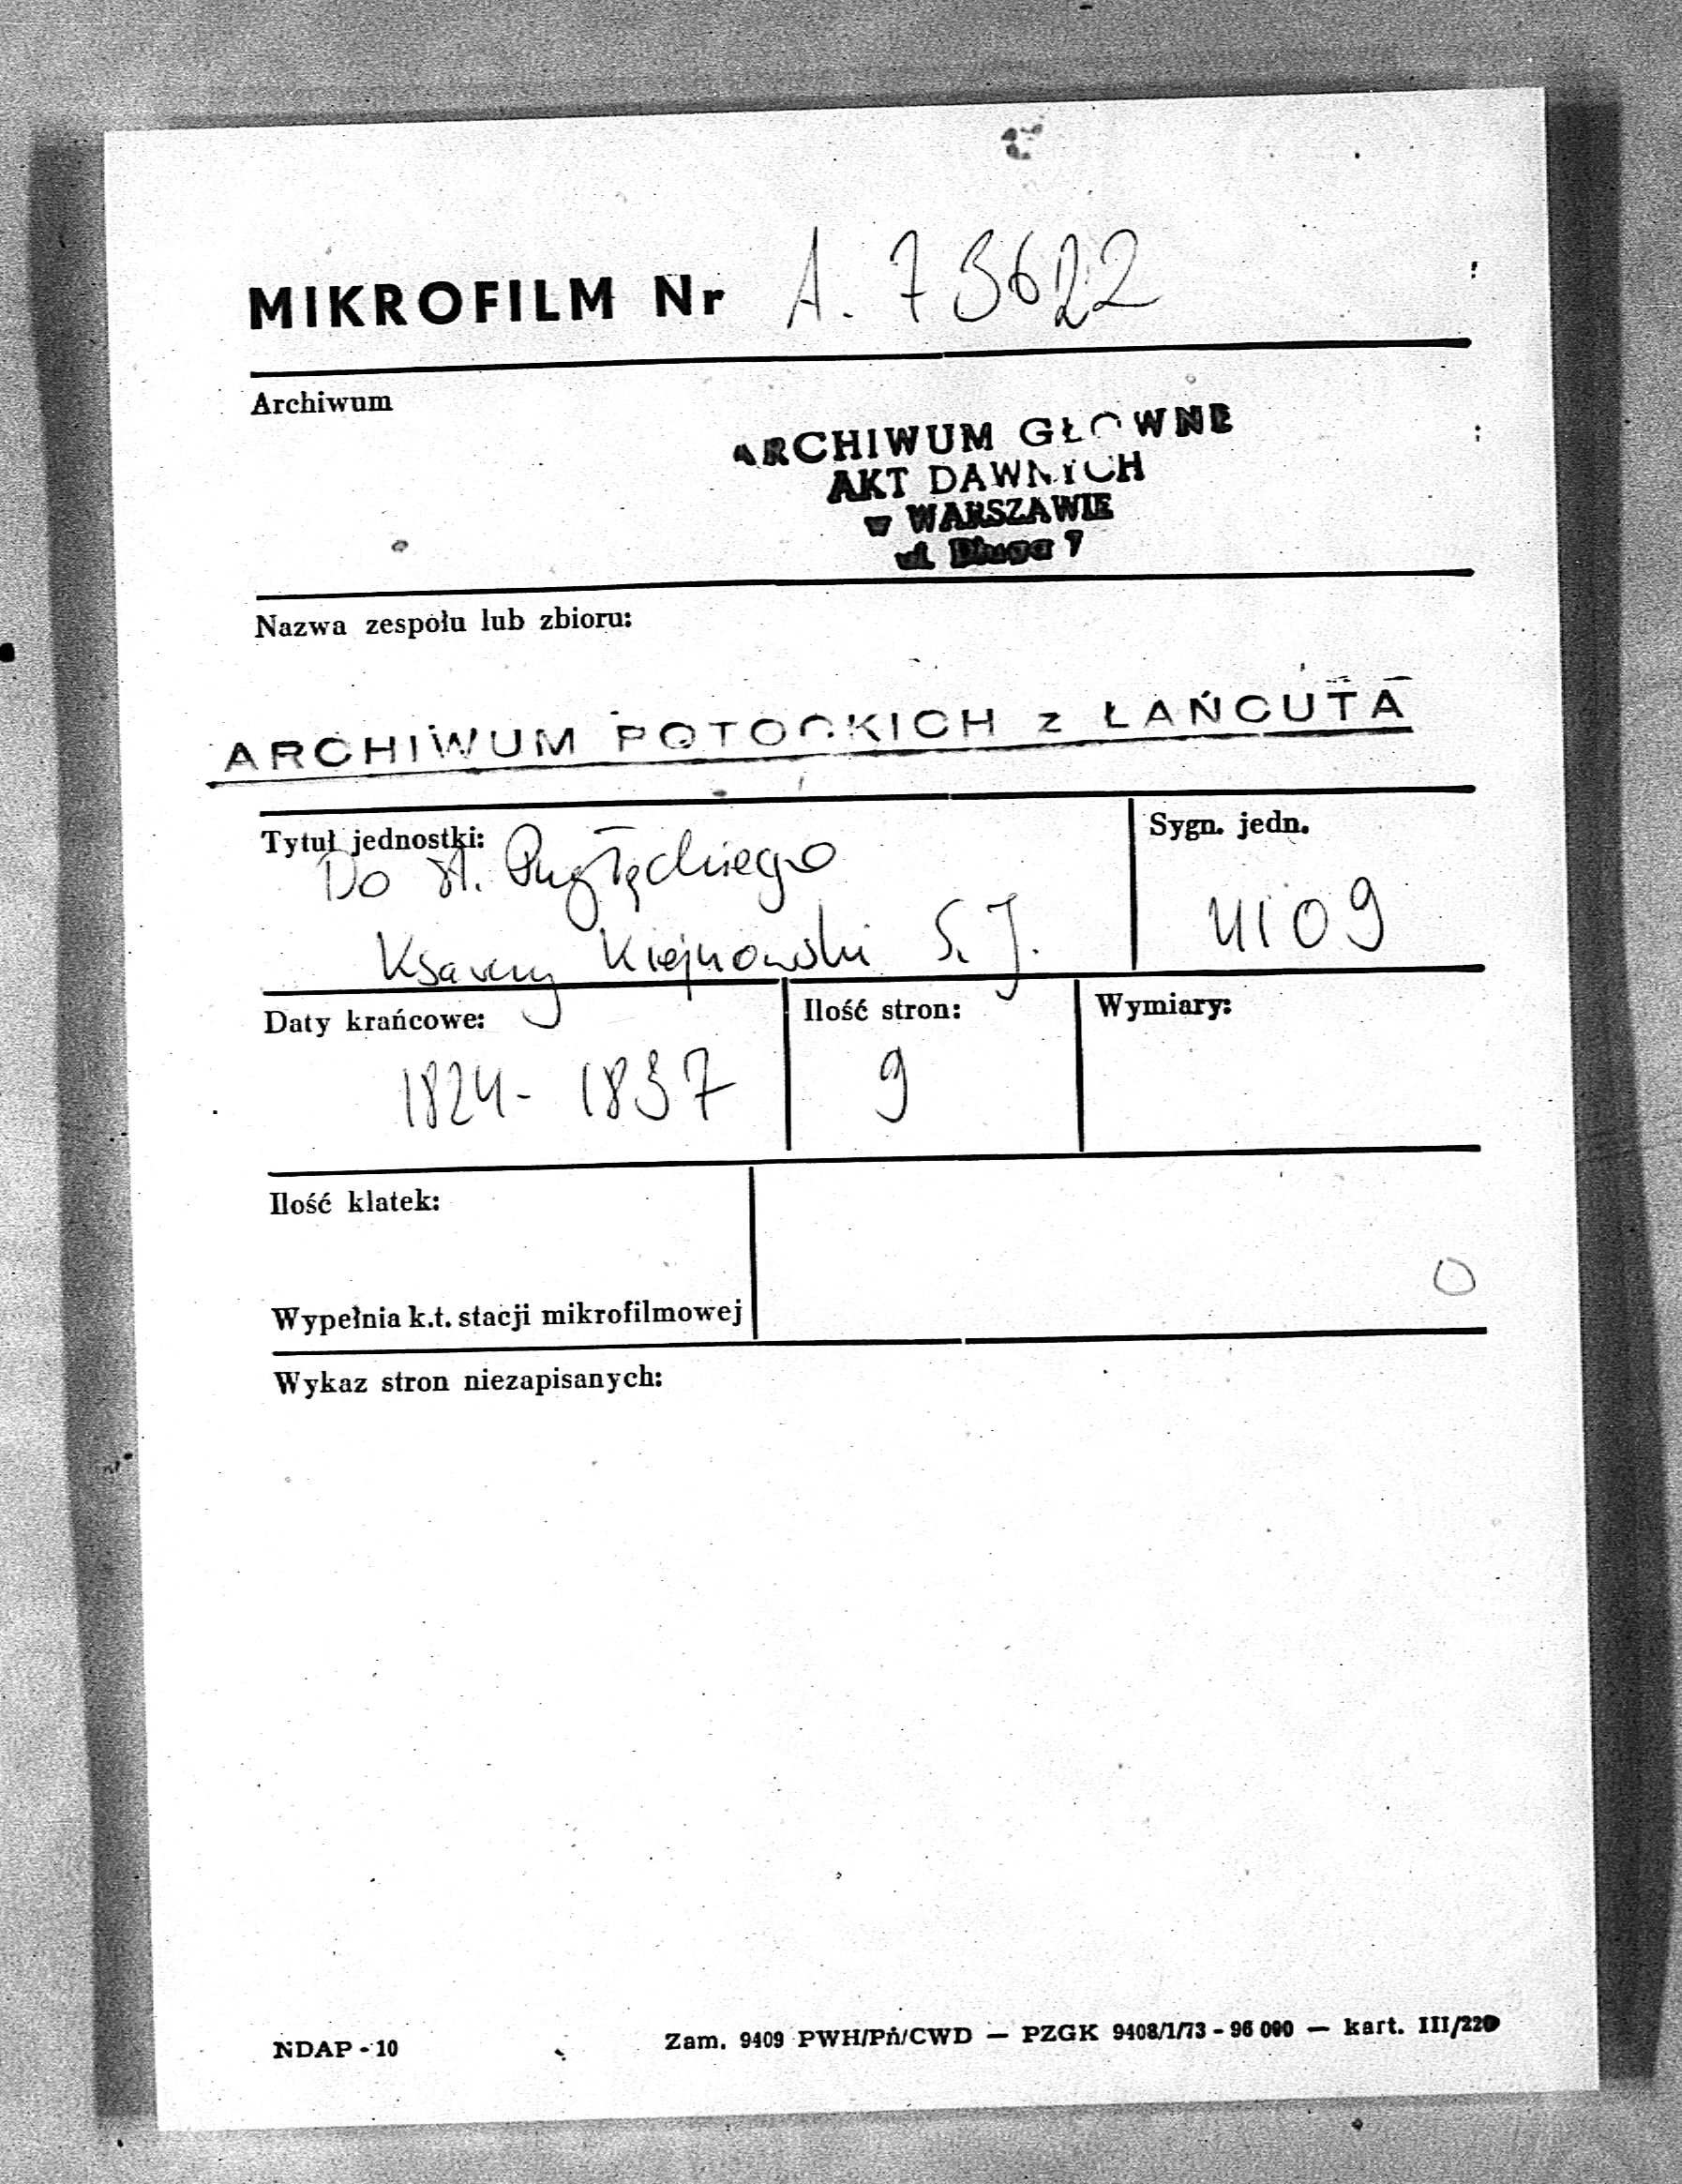 MIKROFILM Nr A. 73622
Archiwum
ARCHIWUM GŁÓWNE
AKT DAWNYCH
w WARSZAWIE
ul. Długa 7
Nazwa zespołu lub zbioru:
ARCHIWUM POTOCKICH z ŁAŃCUTA
Tytuł jednostki:
Sygn. jedn.
Do St.
Ksawery Kiejnowski S. J.
4109
Daty krańcowe:
Ilość stron:
Wymiary:
1824 - 1837
9
Ilość klatek:
Wypełnia k.t. stacji mikrofilmowej
Wykaz stron niezapisanych:
NDAP - 10
Zam. 9409 PWH/Pń/CWD — PZGK 9408/1/73 - 96 000 — kart. III/220